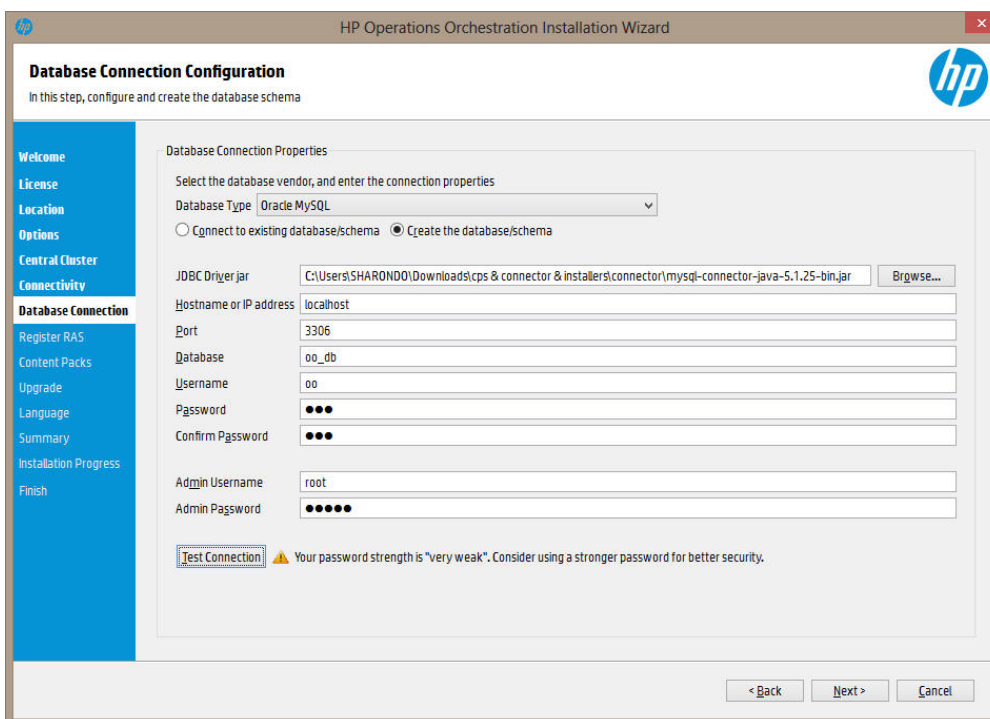 HP Operations Orchestration Installation Wizard
Database Connection Configuration
In this step, configure and create the database schema
hp
Welcome
License
Location
Options
Central Cluster
Connectivity
Database Connection
Register RAS
Content Packs
Upgrade
Language
Summary
Installation Progress
Finish
Database Connection Properties
Select the database vendor, and enter the connection properties
Database Type Oracle MySQL
Connect to existing database/schema Create the database/schema
JDBC Driver jar C:\Users\SHARONDO\Downloads\cps & connector & installers\connector\mysql-connector-java-5.1.25-bin.jar Browse...
Hostname or IP address localhost
Port 3306
Database oo_db
Username oo
Password ●●●
Confirm Password ●●●
Admin Username root
Admin Password ●●●●●
Test Connection Your password strength is "very weak". Consider using a stronger password for better security.
< Back Next > Cancel